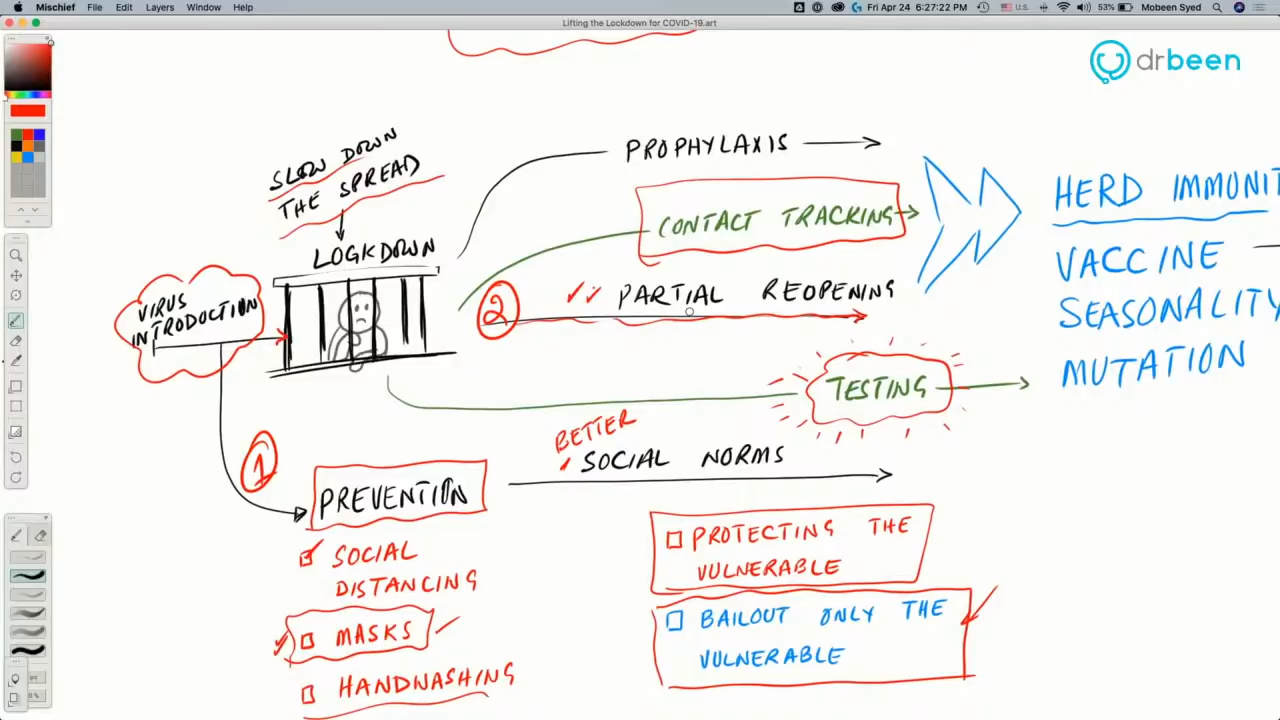 Mischief File Edit Layers Window Help
U.S. 53% Fri Apr 24 6:27:22 PM Mobeen Syed
Lifting the Lockdown for COVID-19.art
drbeen
SLOW DOWN
THE SPREAD
LOCKDOWN
VIRUS
INTRODUCTION
PROPHYLAXIS
CONTACT TRACKING
2
PARTIAL REOPENING
TESTING
HERD IMMUNIT
VACCINE
SEASONALITY
MUTATION
1
PREVENTION
BETTER
SOCIAL NORMS
SOCIAL
DISTANCING
MASKS
HANDWASHING
PROTECTING THE
VULNERABLE
BAILOUT ONLY THE
VULNERABLE